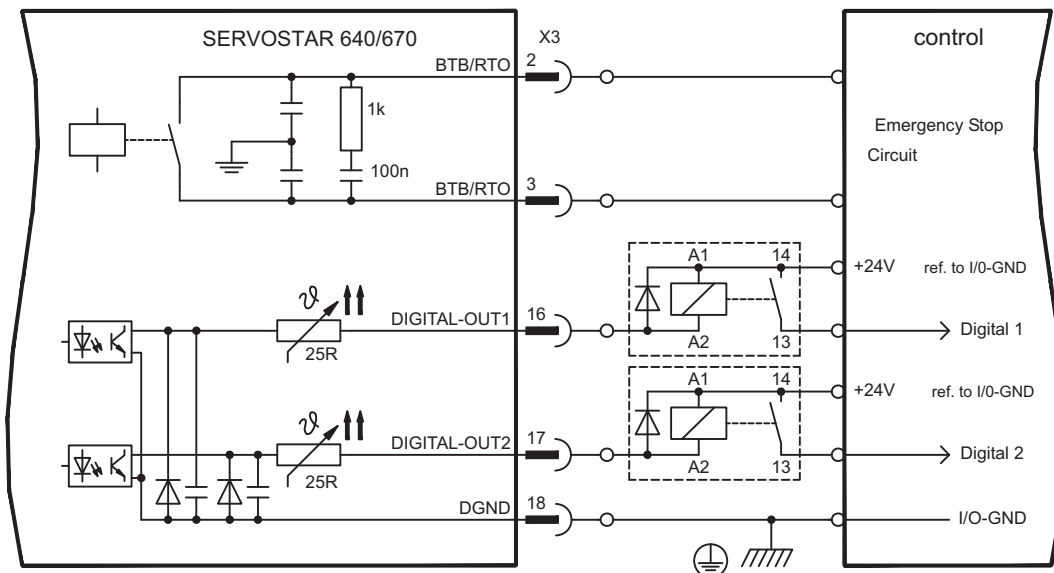 SERVOSTAR 640/670
X3
control
BTB/RTO
2
1k
100n
Emergency Stop
Circuit
BTB/RTO
3
A1
14
+24V
ref. to I/0-GND
ϑ
DIGITAL-OUT1
16
25R
A2
13
Digital 1
A1
14
+24V
ref. to I/0-GND
ϑ
DIGITAL-OUT2
17
25R
A2
13
Digital 2
DGND
18
I/O-GND